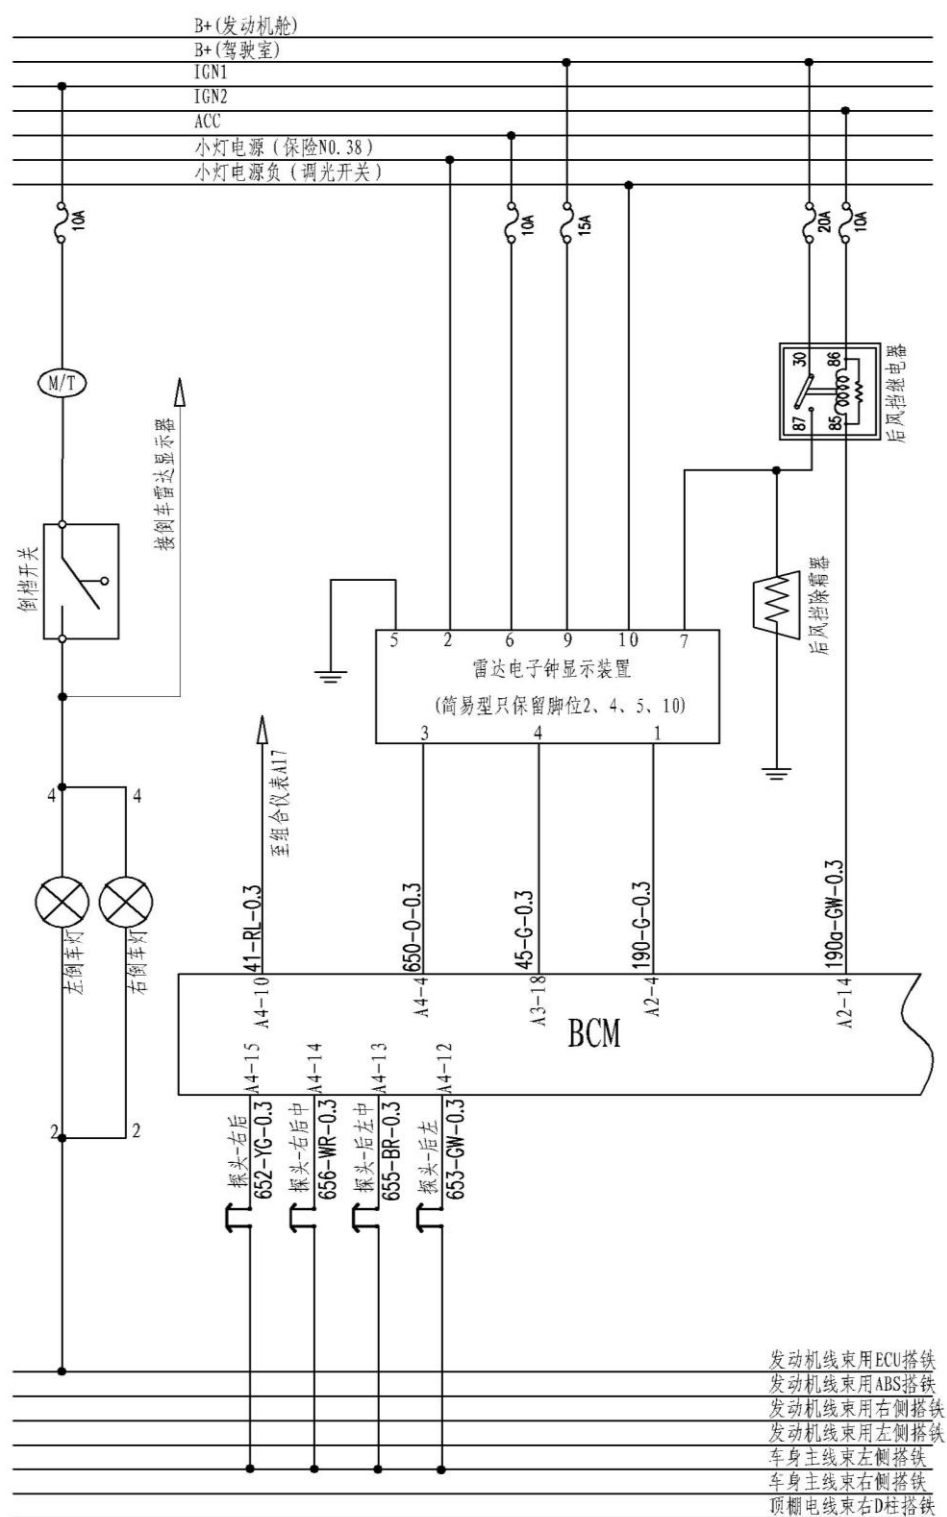 B+(发动机舱)
B+(驾驶室)
IGN1
IGN2
ACC
小灯电源(保险NO.38)
小灯电源负(调光开关)
10A
10A
15A
20A
10A
M/T
接倒车雷达显示器
倒档开关
30
86
87
85
后风挡继电器
后风挡除霜器
5
2
6
9
10
7
雷达电子钟显示装置
(简易型只保留脚位2、4、5、10)
3
4
1
至组合仪表A17
4
4
左倒车灯
右倒车灯
2
2
41-RL-0.3
650-O-0.3
45-G-0.3
190-G-0.3
190a-GW-0.3
A4-10
A4-4
A3-18
A2-4
A2-14
BCM
A4-15
A4-14
A4-13
A4-12
探头-右后
652-YG-0.3
探头-右后中
656-WR-0.3
探头-后左中
655-BR-0.3
探头-后左
653-GW-0.3
发动机线束用ECU搭铁
发动机线束用ABS搭铁
发动机线束用右侧搭铁
发动机线束用左侧搭铁
车身主线束左侧搭铁
车身主线束右侧搭铁
顶棚电线束右D柱搭铁